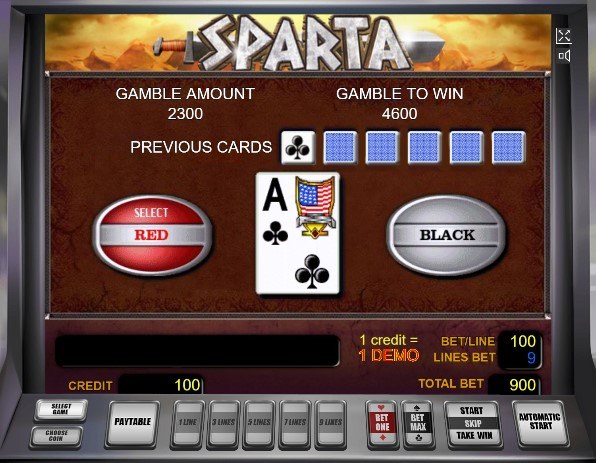 SPARTA
GAMBLE AMOUNT
2300
GAMBLE TO WIN
4600
PREVIOUS CARDS
A
SELECT
RED
BLACK
1 credit =
1 DEMO
BET/LINE 100
LINES BET 9
CREDIT 100
TOTAL BET 900
SELECT
GAME
CHOOSE
COIN
PAYTABLE
1 LINE
3 LINES
5 LINES
7 LINES
9 LINES
BET
ONE
BET
MAX
START
SKIP
TAKE WIN
AUTOMATIC
START